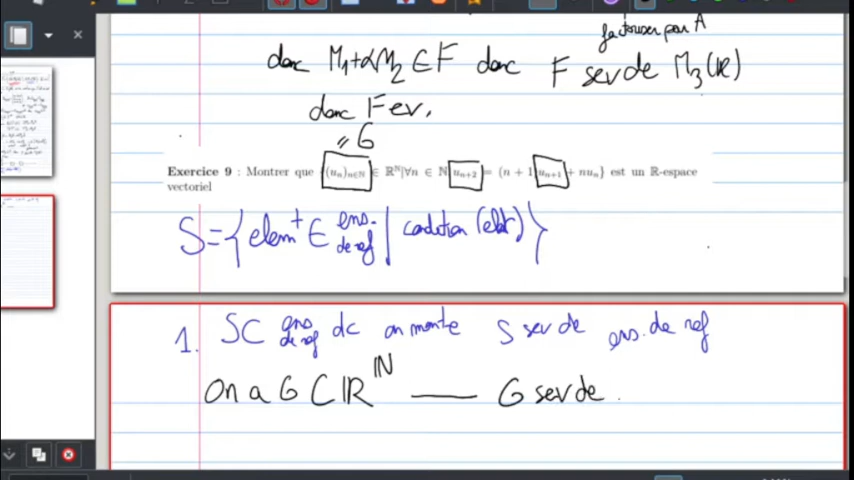 factoriser par A
donc M₁+αM₂ ∈ F donc F sev de M₃(ℝ)
donc F ev.
= G
Exercice 9 : Montrer que {(uₙ)ₙ∈ℕ ∈ ℝ^ℕ|∀n ∈ ℕ uₙ₊₂ = (n + 1)uₙ₊₁ + nuₙ} est un ℝ-espace
vectoriel
S = { elem^t ∈ ens. de ref | condition (elt) }
1. S ⊂ ens de ref dc on montre S sev de ens. de ref
On a G ⊂ ℝ^ℕ —— G sev de .